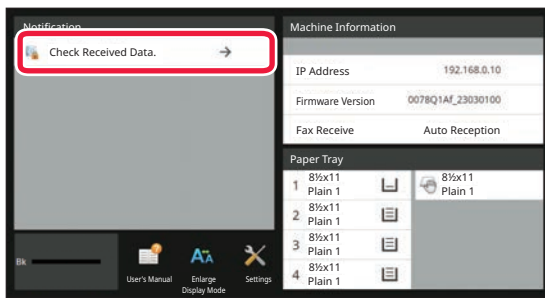 Notification
Check Received Data.
Bk
User's Manual
Enlarge
Display Mode
Settings
Machine Information
IP Address 192.168.0.10
Firmware Version 0078Q1Af_23030100
Fax Receive Auto Reception
Paper Tray
1 8½x11
Plain 1
8½x11
Plain 1
2 8½x11
Plain 1
3 8½x11
Plain 1
4 8½x11
Plain 1